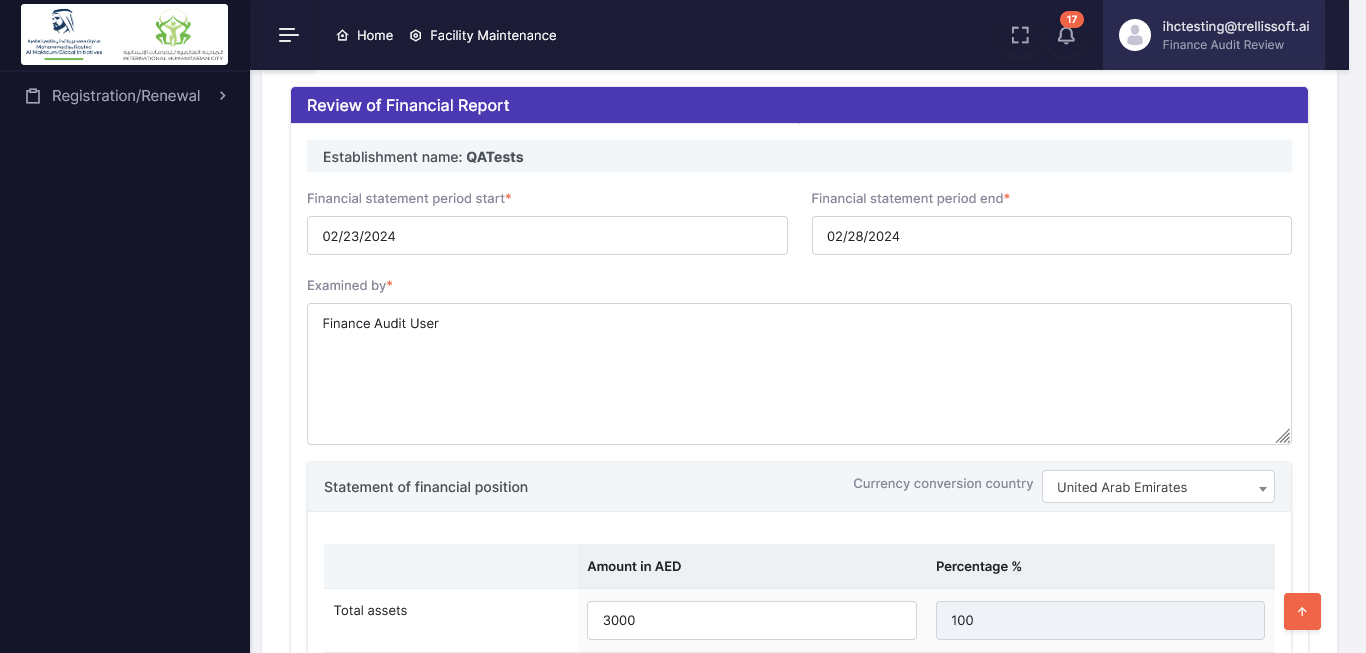 Mohammed bin Rashid
Al Maktoum Global Initiatives
INTERNATIONAL HUMANITARIAN CITY
Home
Facility Maintenance
17
ihctesting@trellissoft.ai
Finance Audit Review
Registration/Renewal
Review of Financial Report
Establishment name: QATests
Financial statement period start*
Financial statement period end*
02/23/2024
02/28/2024
Examined by*
Finance Audit User
Statement of financial position
Currency conversion country
United Arab Emirates
Amount in AED
Percentage %
Total assets
3000
100